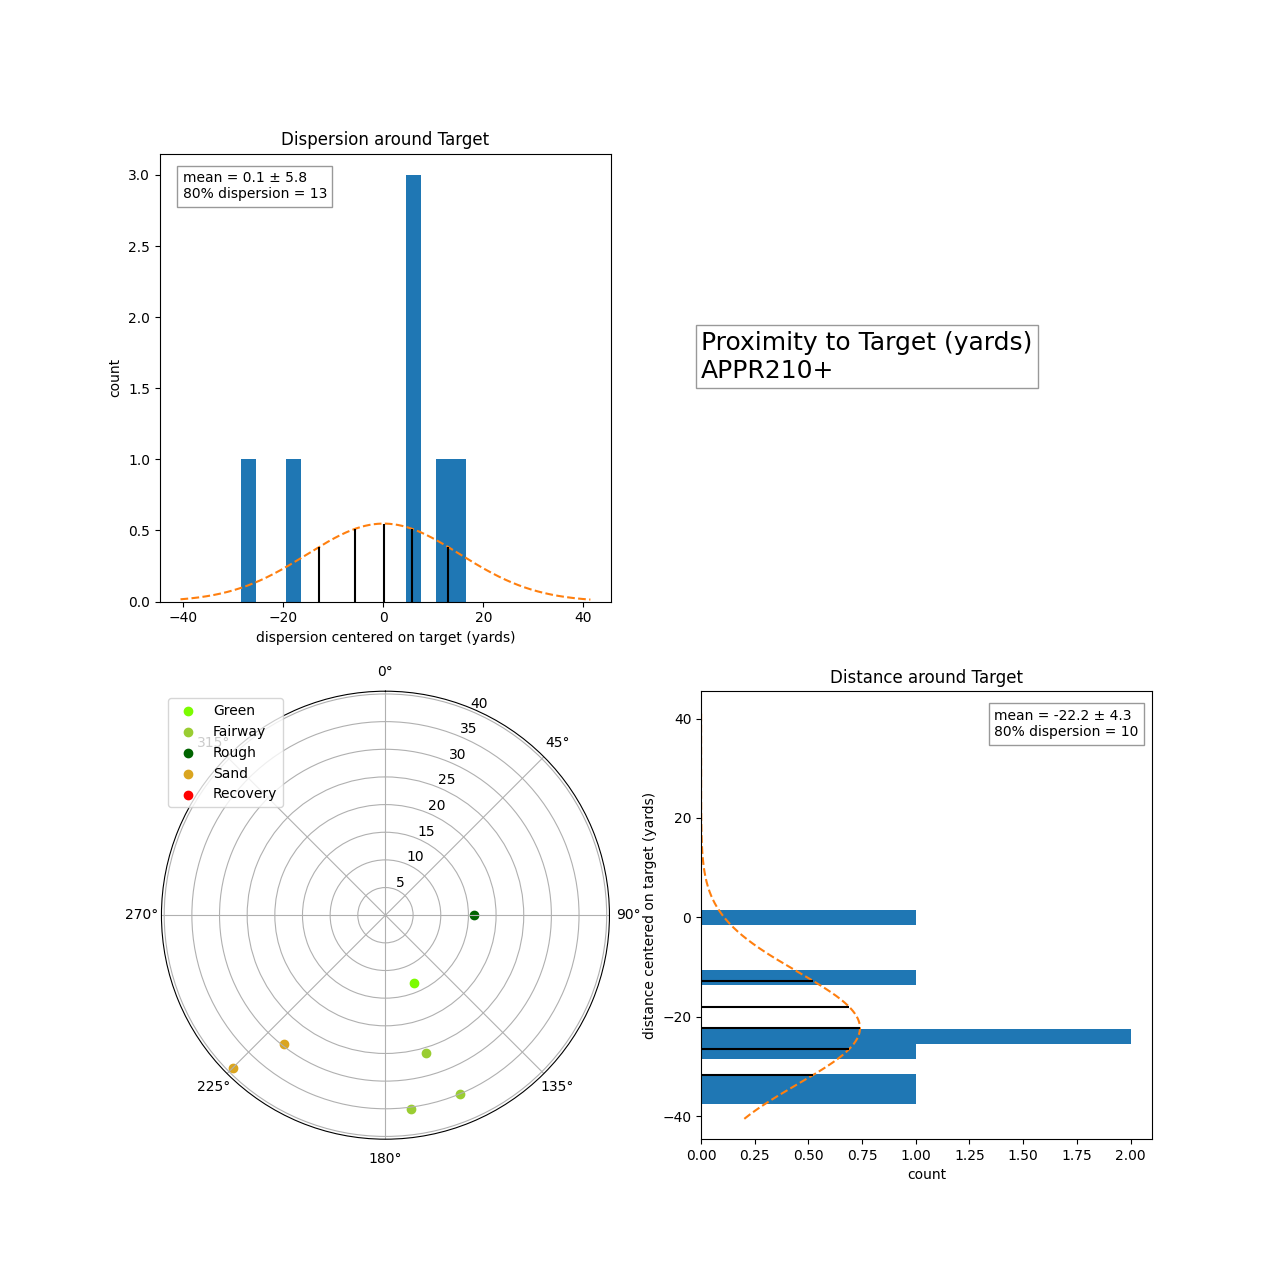 Dispersion around Target
mean = 0.1 ± 5.8
80% dispersion = 13
3.0
2.5
2.0
1.5
1.0
0.5
0.0
count
−40 −20 0 20 40
dispersion centered on target (yards)
Proximity to Target (yards)
APPR210+
0°
45°
90°
135°
180°
225°
270°
315°
5
10
15
20
25
30
35
40
Green
Fairway
Rough
Sand
Recovery
Distance around Target
mean = -22.2 ± 4.3
80% dispersion = 10
40
20
0
−20
−40
distance centered on target (yards)
0.00 0.25 0.50 0.75 1.00 1.25 1.50 1.75 2.00
count